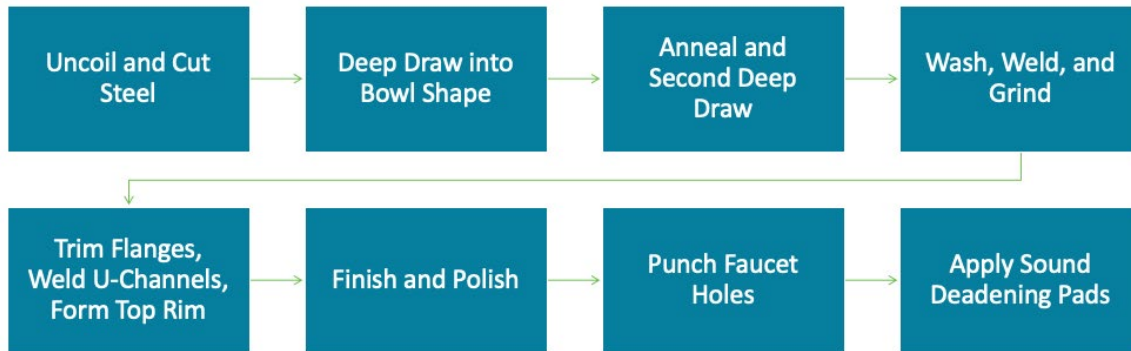 Uncoil and Cut
Steel
Deep Draw into
Bowl Shape
Anneal and
Second Deep
Draw
Wash, Weld, and
Grind
Trim Flanges,
Weld U-Channels,
Form Top Rim
Finish and Polish
Punch Faucet
Holes
Apply Sound
Deadening Pads